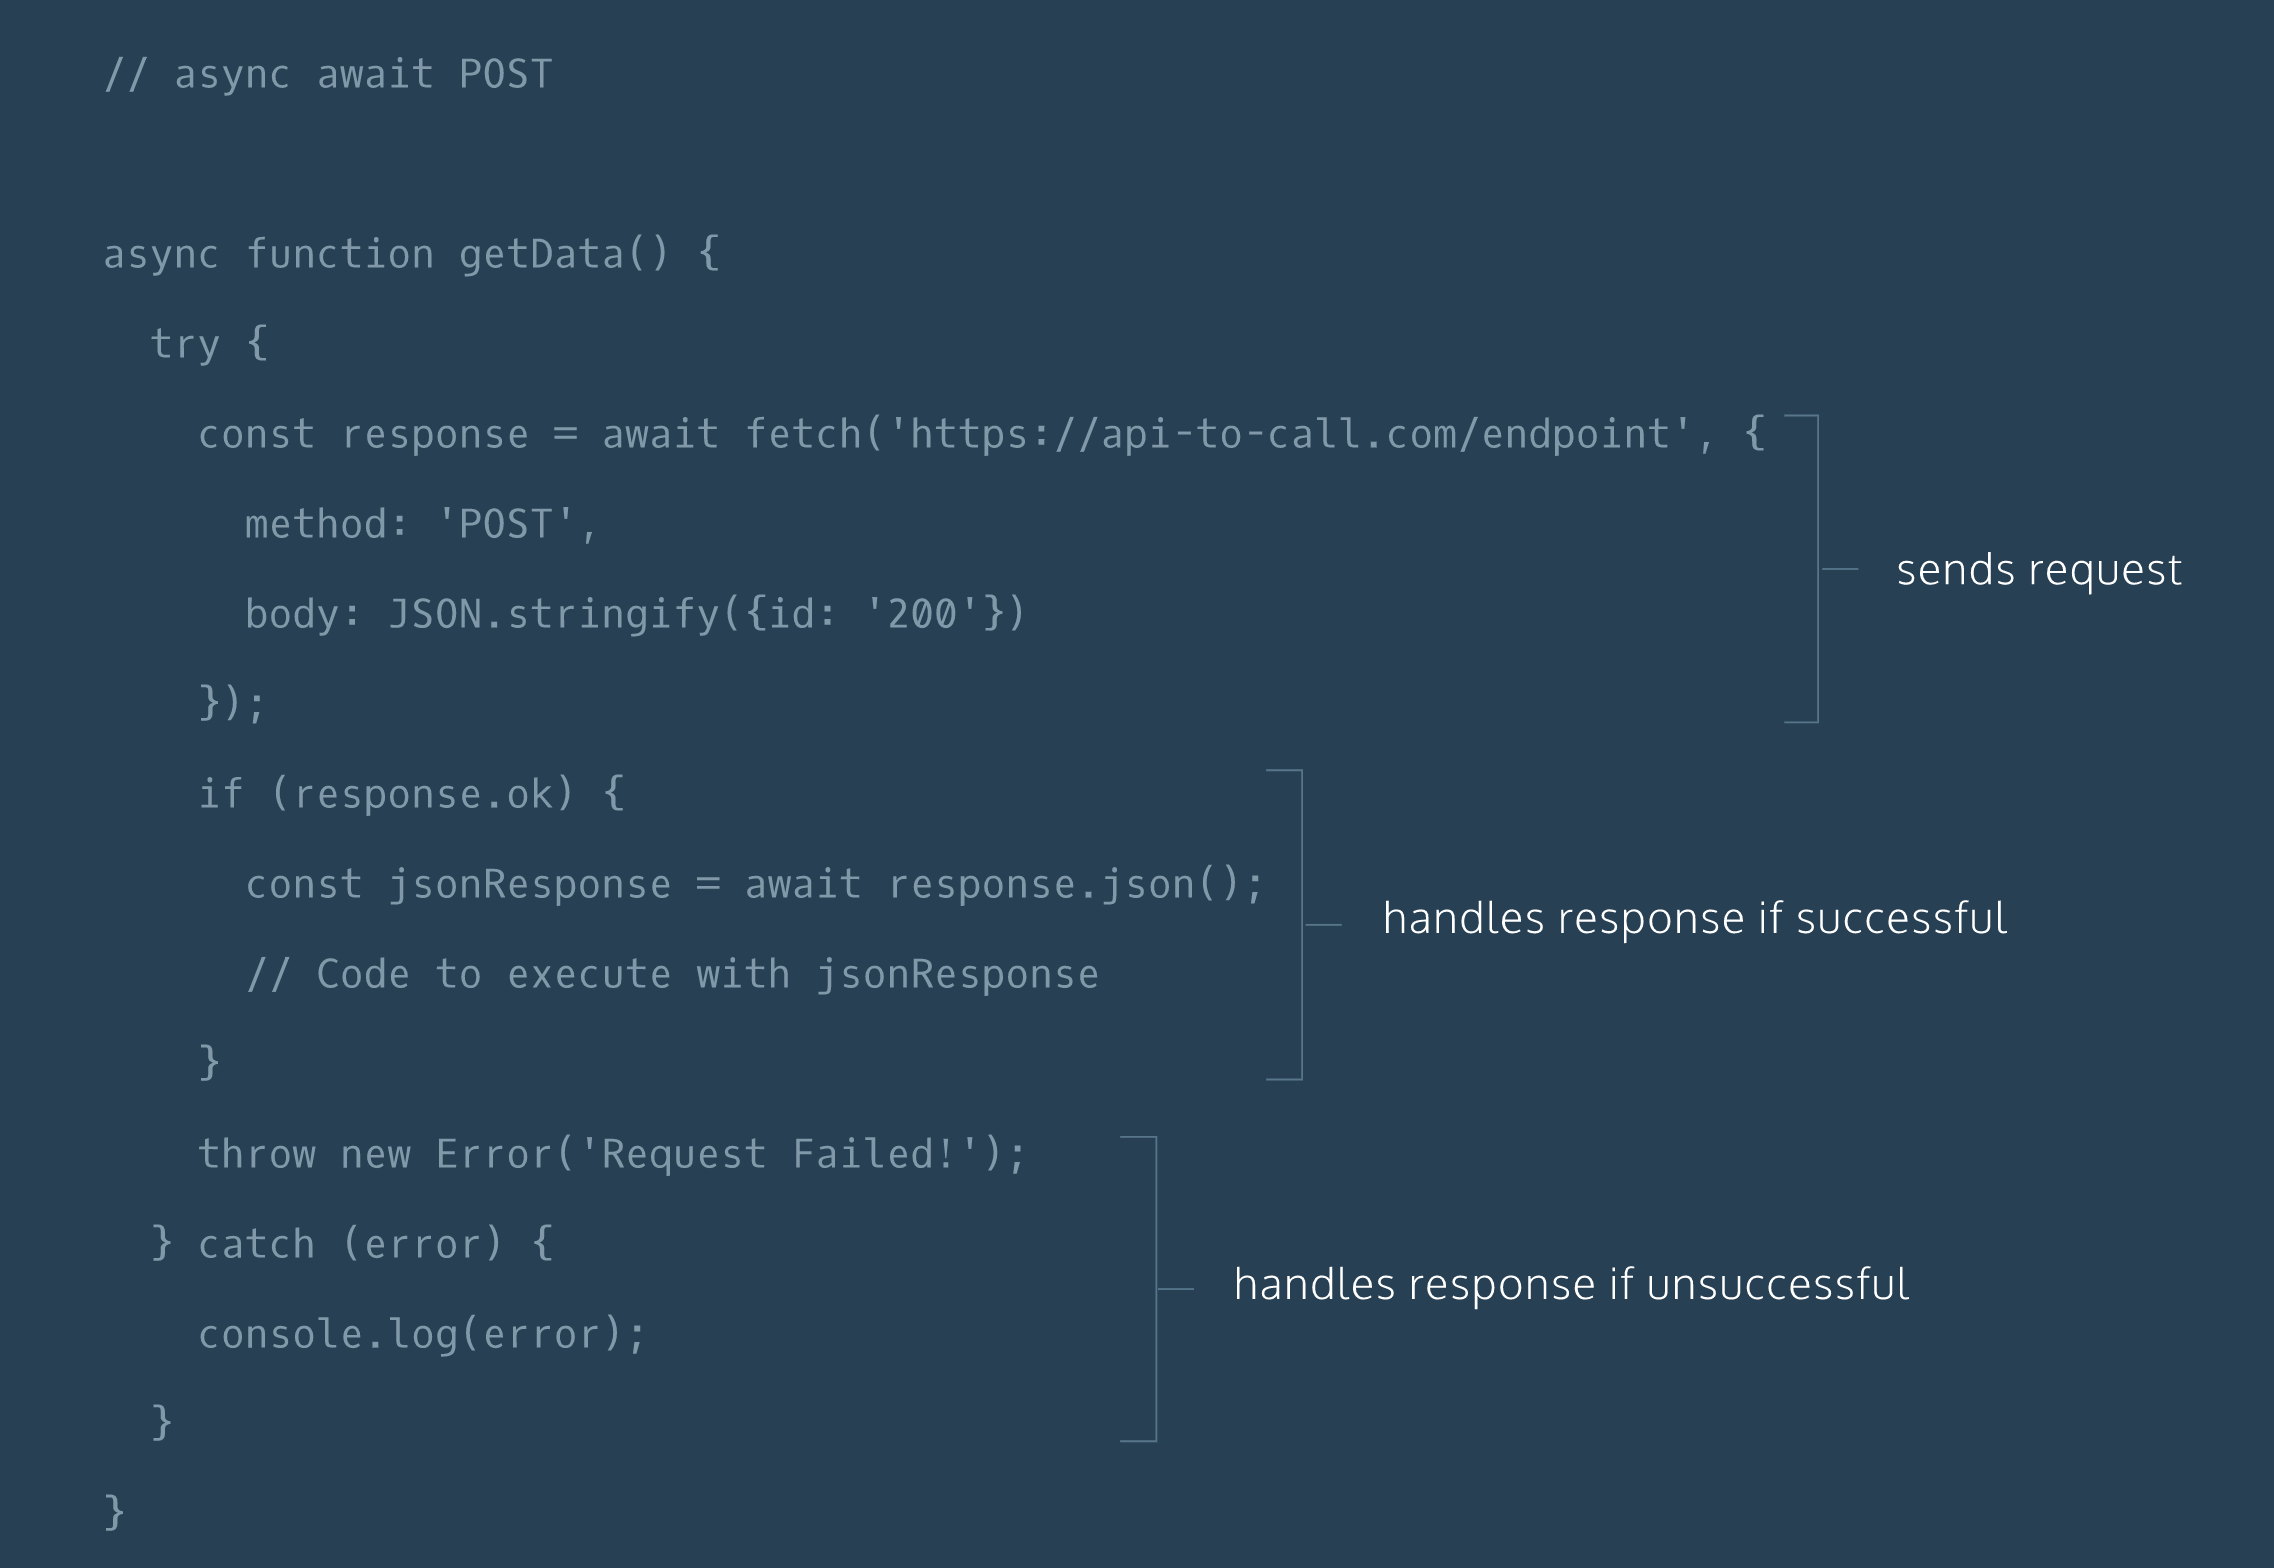 // async await POST
async function getData() {
try {
const response = await fetch('https://api-to-call.com/endpoint', {
method: 'POST',
body: JSON.stringify({id: '200'})
});
sends request
if (response.ok) {
const jsonResponse = await response.json();
// Code to execute with jsonResponse
}
handles response if successful
throw new Error('Request Failed!');
} catch (error) {
console.log(error);
}
handles response if unsuccessful
}